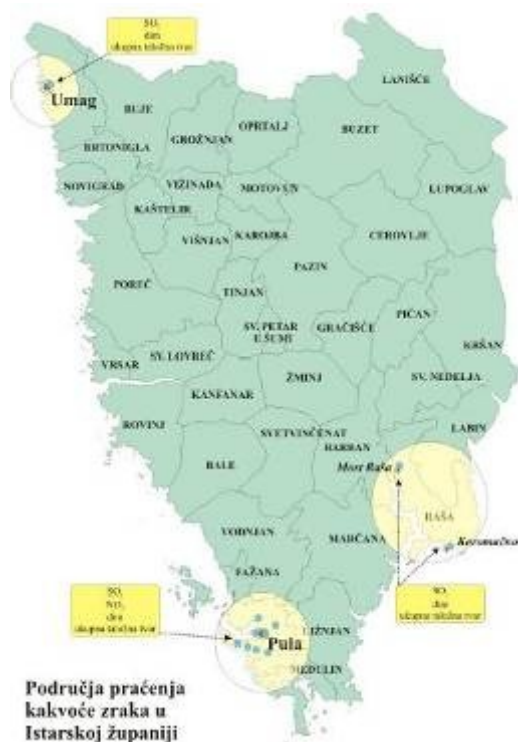 SO₂
dim
ukupna taložna tvar
Umag
LANIŠĆE
BUJE
OPRTALJ
BUZET
GROŽNJAN
BRTONIGLA
NOVIGRAD
VIŽINADA
MOTOVUN
LUPOGLAV
KAŠTELIR
VIŠNJAN
KAROJBA
CEROVLJE
PAZIN
POREČ
TINJAN
PIĆAN
SV. PETAR
U ŠUMI
GRAČIŠĆE
KRŠAN
VRSAR
SV. LOVREČ
ŽMINJ
SV. NEDELJA
KANFANAR
ROVINJ
LABIN
SVETVINČENAT
BARBAN
BALE
Most Raša
RAŠA
VODNJAN
MARČANA
Koromačno
FAŽANA
SO₂
NO₂
dim
ukupna taložna tvar
SO₂
dim
ukupna taložna tvar
LIŽNJAN
Pula
MEDULIN
Područja praćenja
kakvoće zraka u
Istarskoj županiji